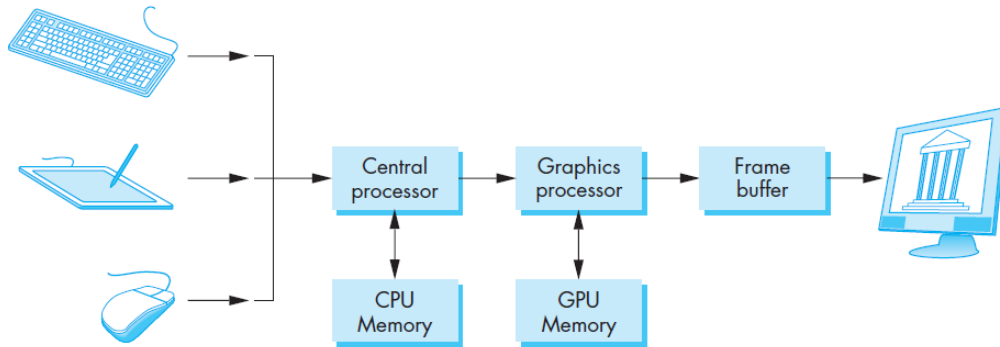 Central
processor
Graphics
processor
Frame
buffer
CPU
Memory
GPU
Memory